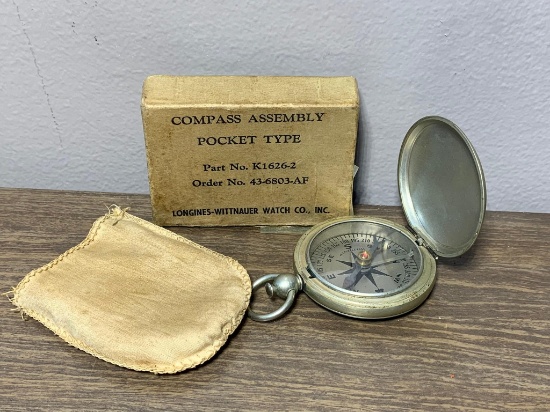 COMPASS ASSEMBLY
POCKET TYPE
Part No. K1626-2
Order No. 43-6803-AF
LONGINES-WITTNAUER WATCH CO., INC.